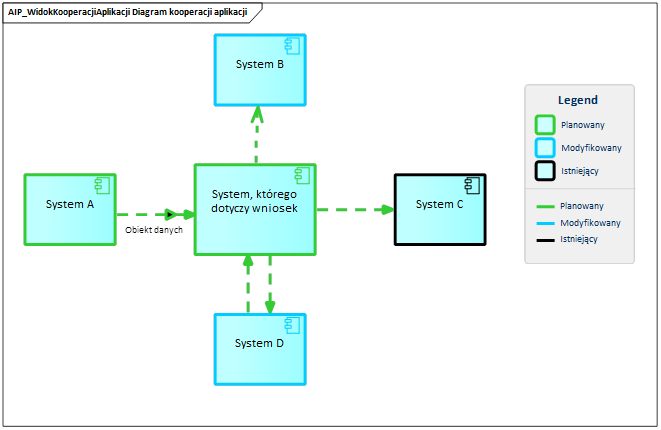 AIP_WidokKooperacjiAplikacji Diagram kooperacji aplikacji
System B
Legend
Planowany
Modyfikowany
Istniejący
System A
System, którego
dotyczy wniosek
System C
Obiekt danych
Planowany
Modyfikowany
Istniejący
System D